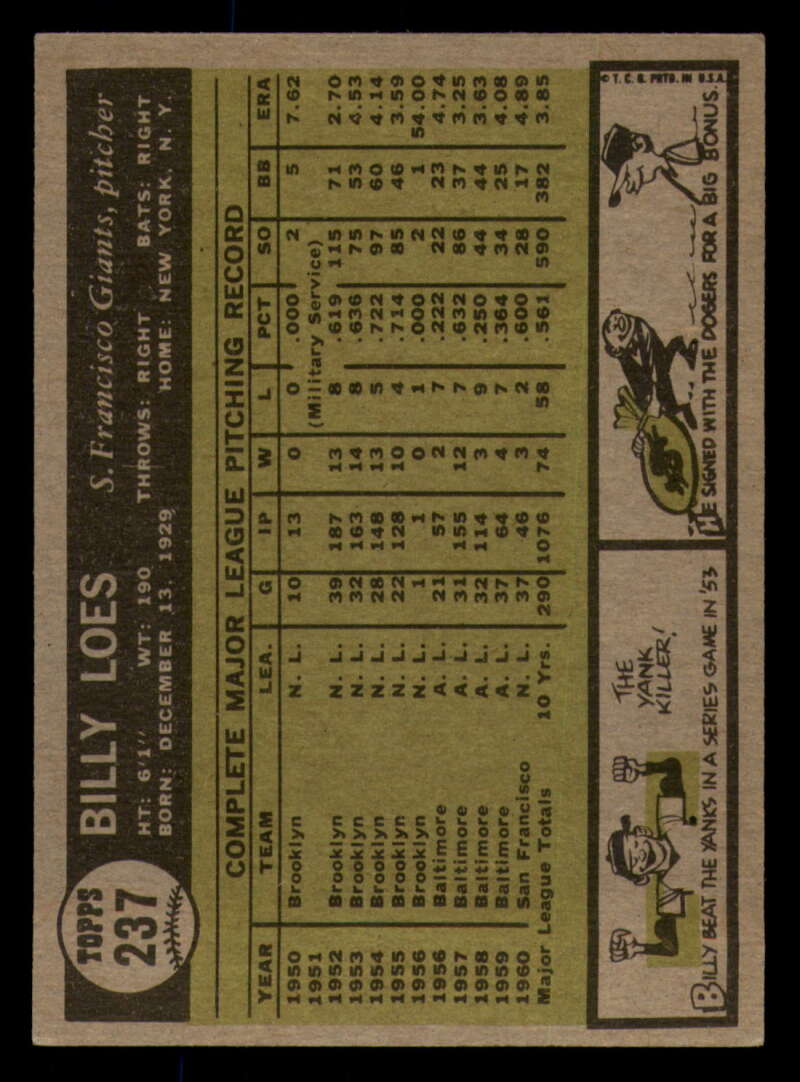 TOPPS
237
BILLY LOES S. Francisco Giants, pitcher
HT: 6'1" WT: 190 THROWS: RIGHT BATS: RIGHT
BORN: DECEMBER 13, 1929 HOME: NEW YORK, N. Y.
COMPLETE MAJOR LEAGUE PITCHING RECORD
YEAR TEAM LEA. G IP W L PCT SO BB ERA
1950 Brooklyn N. L. 10 13 0 0 .000 2 5 7.62
1951 (Military Service)
1952 Brooklyn N. L. 39 187 13 8 .619 115 71 2.70
1953 Brooklyn N. L. 32 163 14 8 .636 75 53 4.53
1954 Brooklyn N. L. 28 148 13 5 .722 97 60 4.14
1955 Brooklyn N. L. 22 128 10 4 .714 85 46 3.59
1956 Brooklyn N. L. 1 1 0 1 .000 2 1 54.00
1956 Baltimore A. L. 21 57 2 7 .222 22 23 4.74
1957 Baltimore A. L. 31 155 12 7 .632 86 37 3.25
1958 Baltimore A. L. 32 114 3 9 .250 44 44 3.63
1959 Baltimore A. L. 37 64 4 7 .364 34 25 4.08
1960 San Francisco N. L. 37 46 3 2 .600 28 17 4.89
Major League Totals 10 Yrs. 290 1076 74 58 .561 590 382 3.85
THE
YANK
KILLER!
BILLY BEAT THE YANKS IN A SERIES GAME IN '53
© T. C. G. PRTD. IN U.S.A.
HE SIGNED WITH THE DOGERS FOR A BIG BONUS.